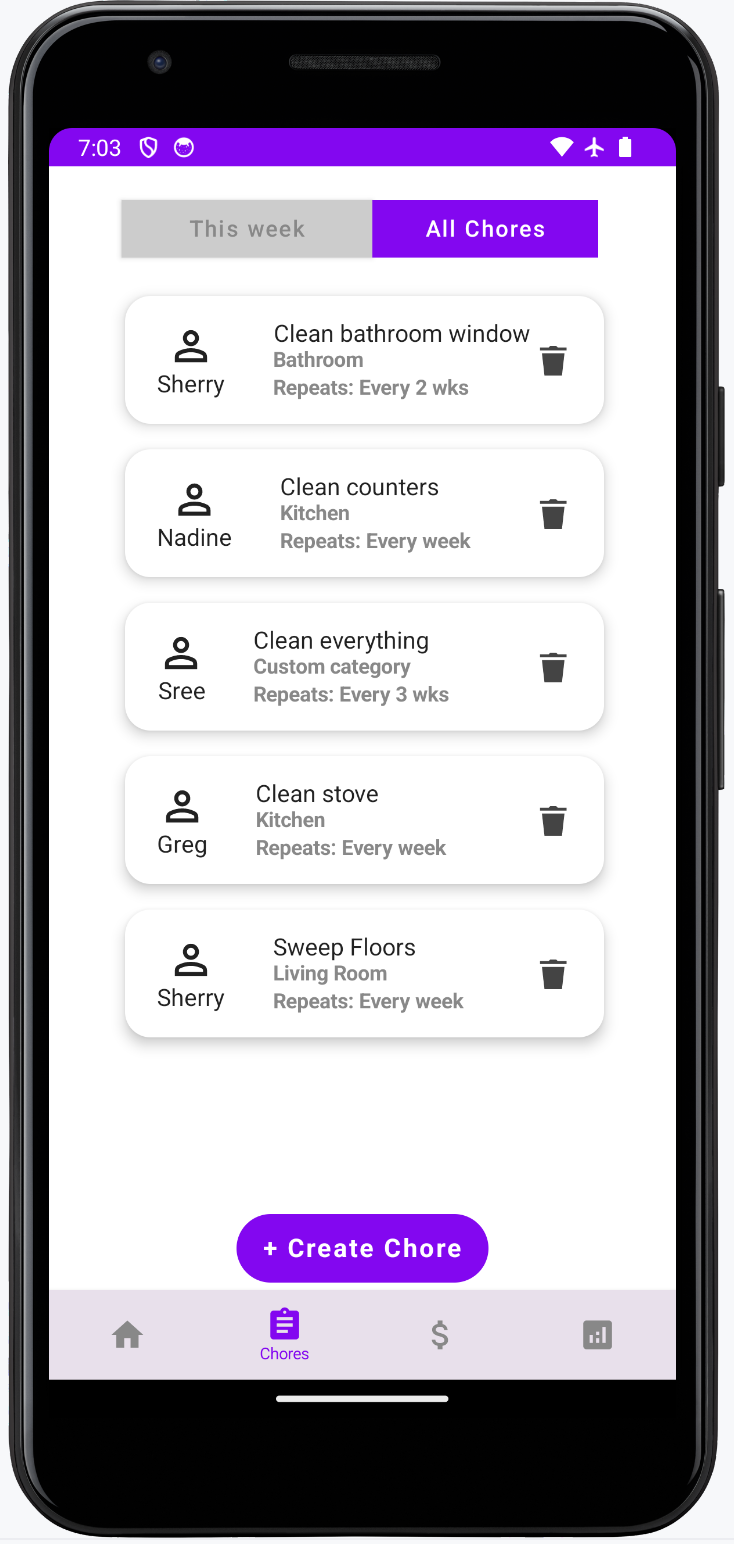 7:03
This week
All Chores
Clean bathroom window
Bathroom
Repeats: Every 2 wks
Sherry
Clean counters
Kitchen
Repeats: Every week
Nadine
Clean everything
Custom category
Repeats: Every 3 wks
Sree
Clean stove
Kitchen
Repeats: Every week
Greg
Sweep Floors
Living Room
Repeats: Every week
Sherry
+ Create Chore
Chores